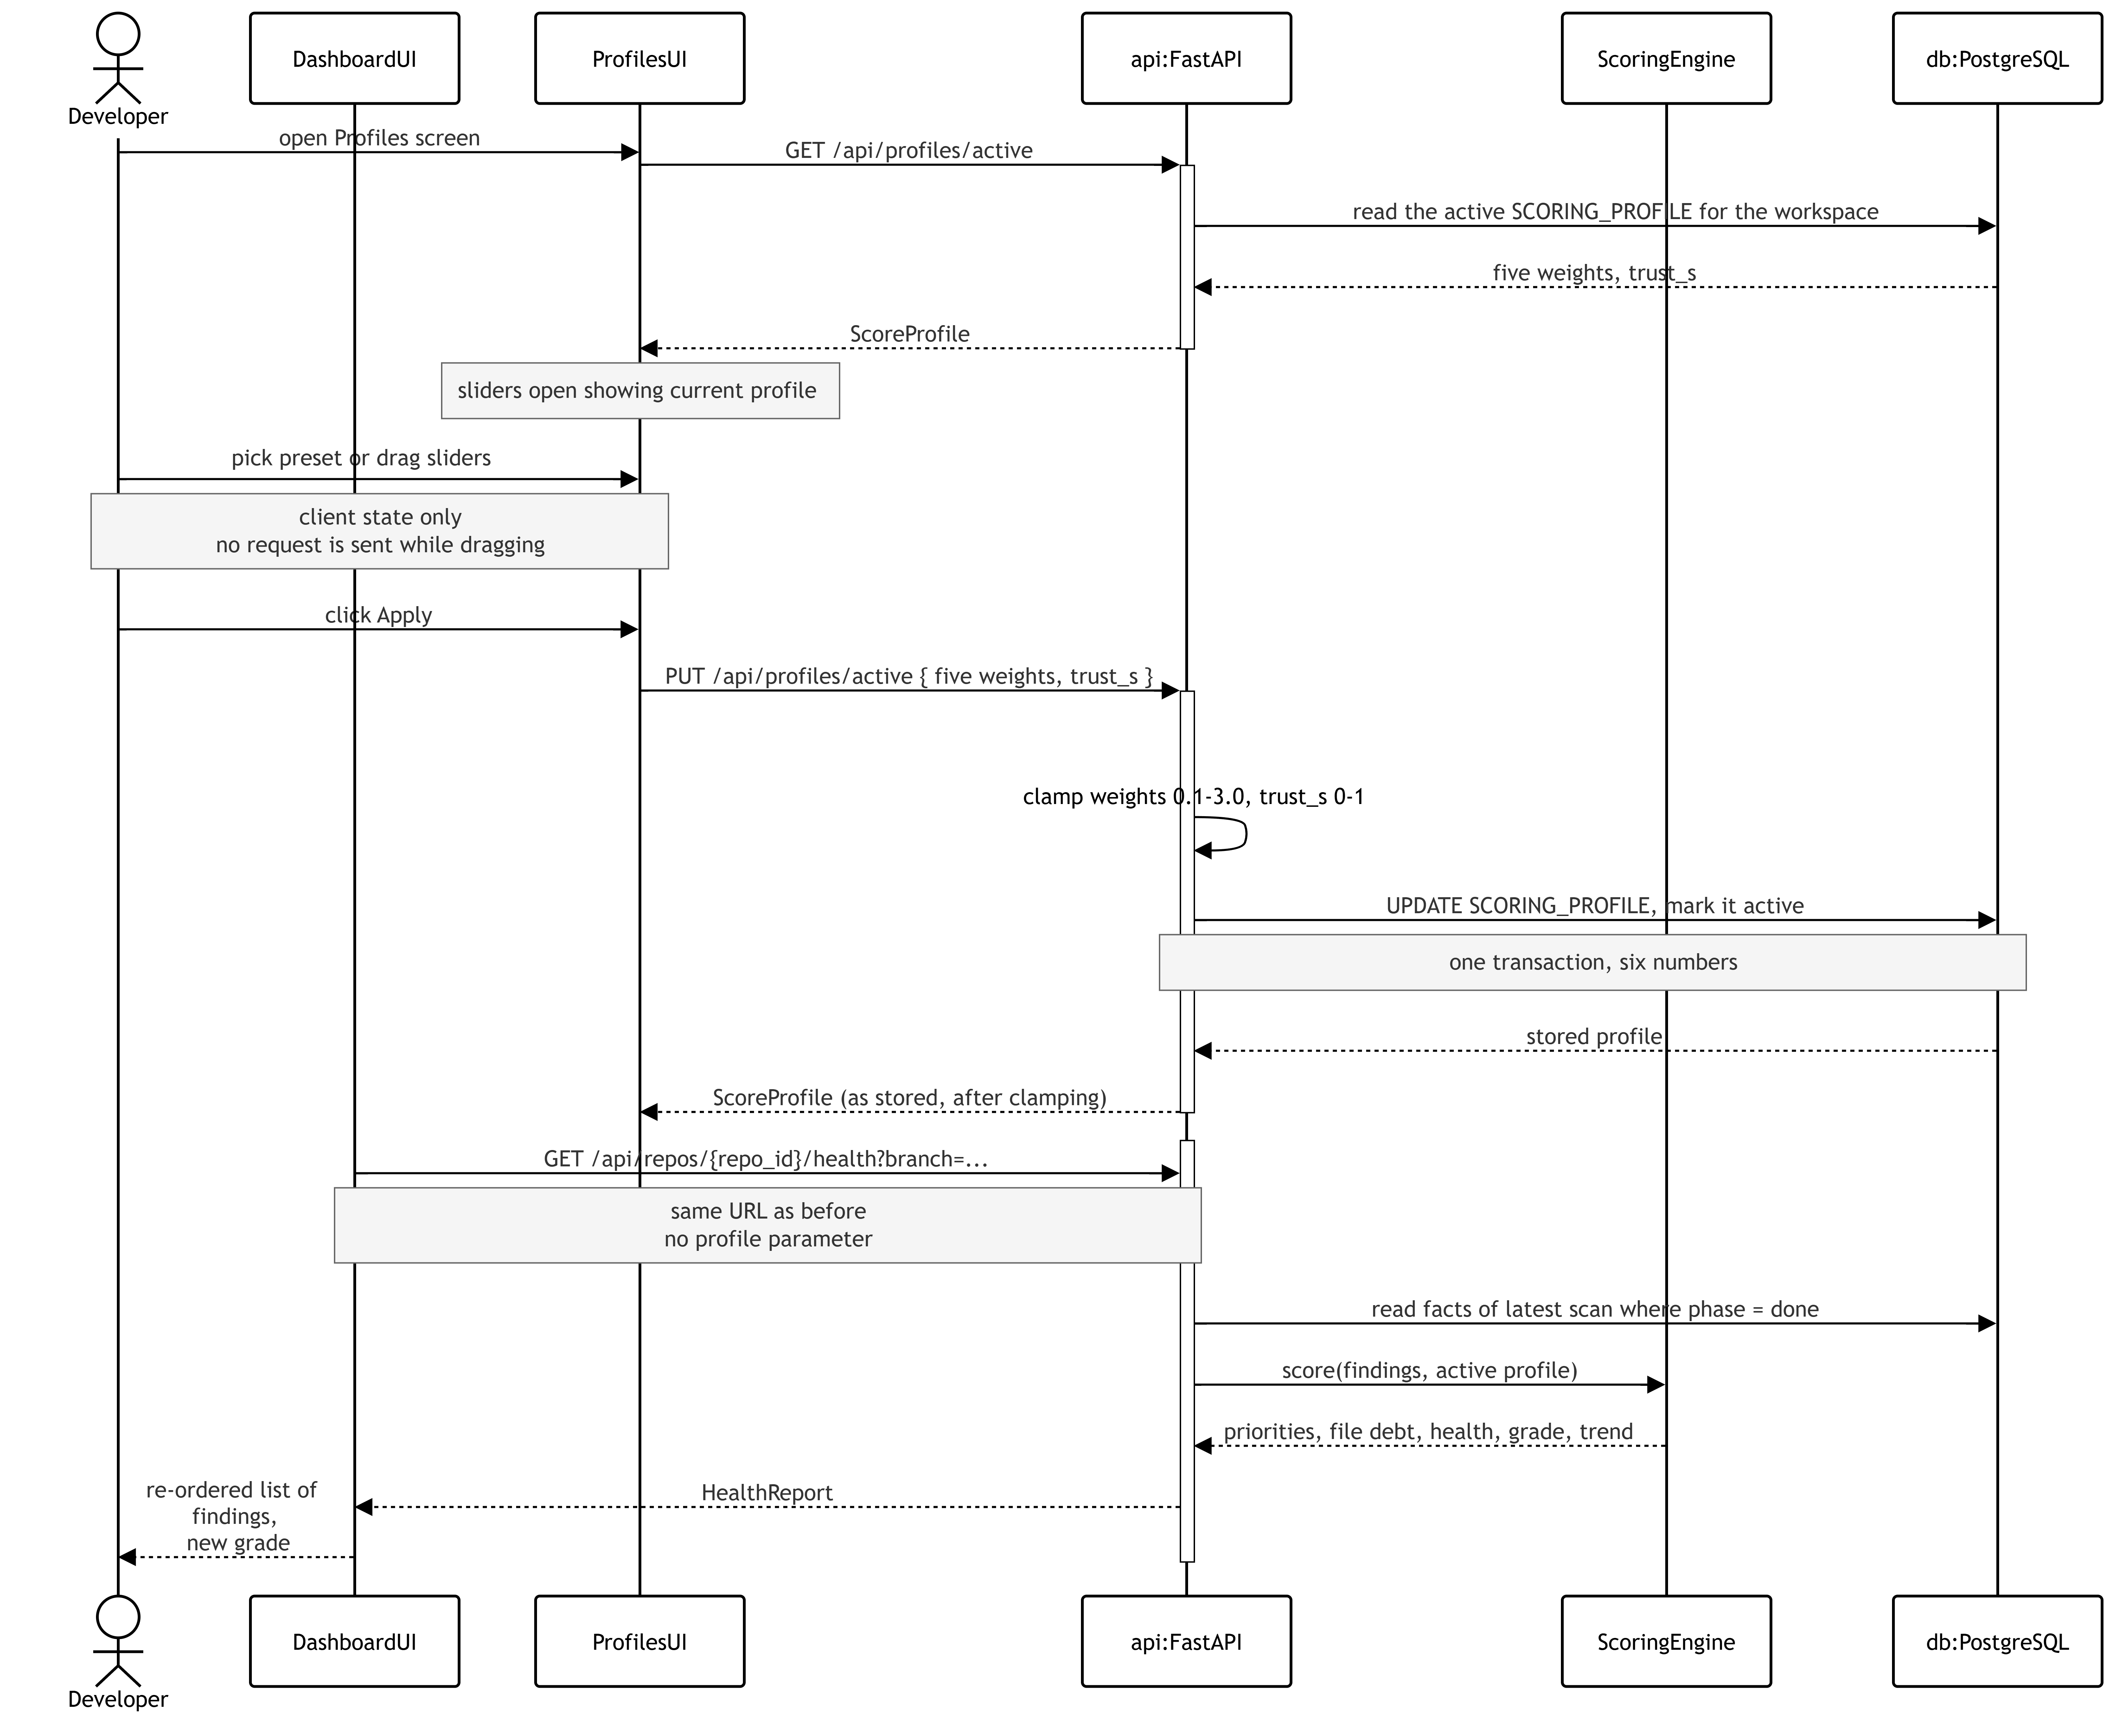 Developer
DashboardUI
ProfilesUI
api:FastAPI
ScoringEngine
db:PostgreSQL
open Profiles screen
GET /api/profiles/active
read the active SCORING_PROFILE for the workspace
five weights, trust_s
ScoreProfile
sliders open showing current profile
pick preset or drag sliders
client state only
no request is sent while dragging
click Apply
PUT /api/profiles/active { five weights, trust_s }
clamp weights 0.1-3.0, trust_s 0-1
UPDATE SCORING_PROFILE, mark it active
one transaction, six numbers
stored profile
ScoreProfile (as stored, after clamping)
GET /api/repos/{repo_id}/health?branch=...
same URL as before
no profile parameter
read facts of latest scan where phase = done
score(findings, active profile)
priorities, file debt, health, grade, trend
HealthReport
re-ordered list of
findings,
new grade
Developer
DashboardUI
ProfilesUI
api:FastAPI
ScoringEngine
db:PostgreSQL